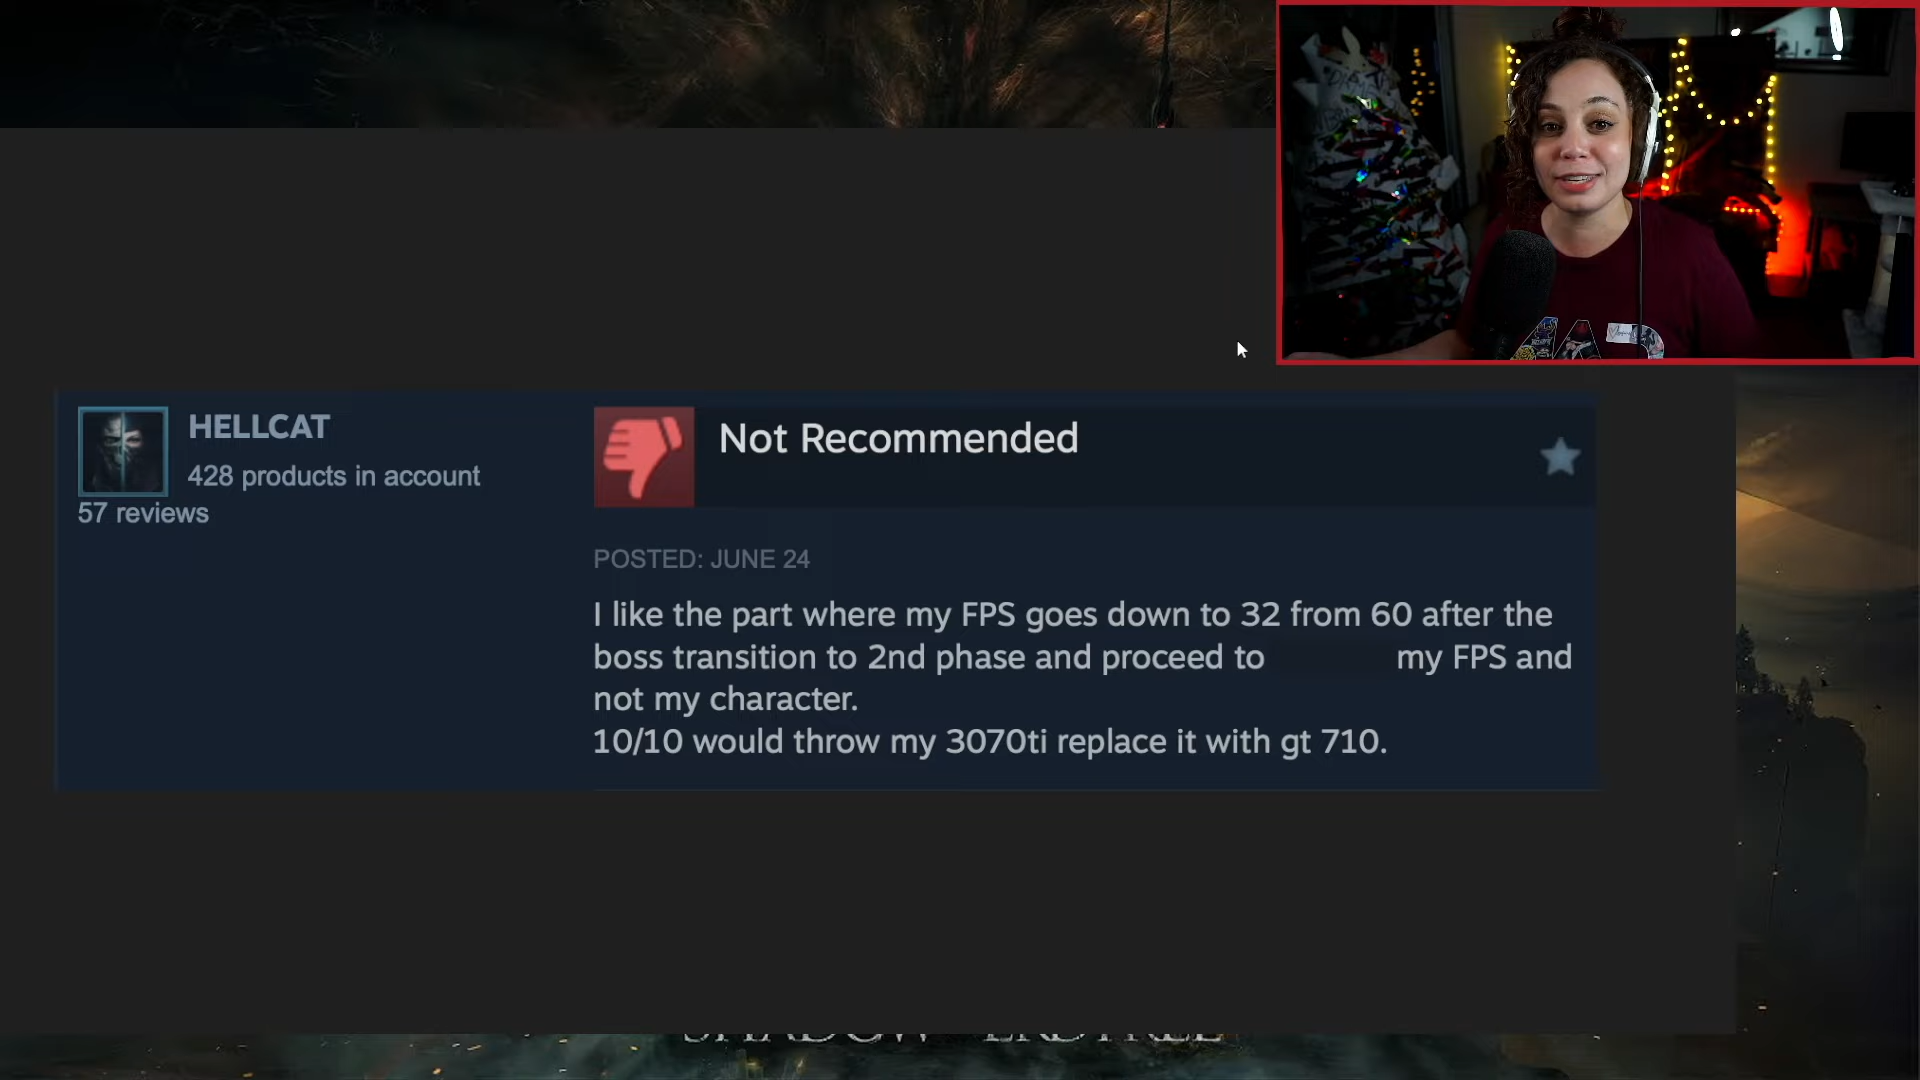 HELLCAT
428 products in account
57 reviews
Not Recommended
POSTED: JUNE 24
I like the part where my FPS goes down to 32 from 60 after the
boss transition to 2nd phase and proceed to my FPS and
not my character.
10/10 would throw my 3070ti replace it with gt 710.
SHADOW ERDTREE